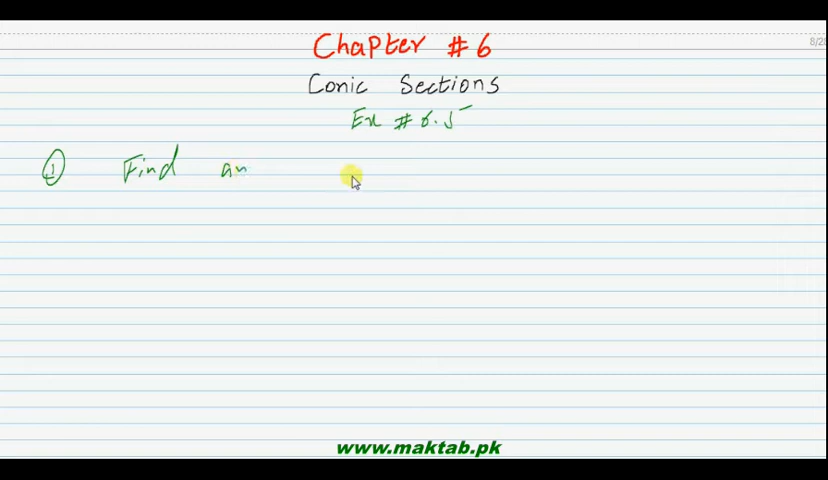 Chapter # 6
Conic Sections
Ex # 6.5
① Find an
www.maktab.pk